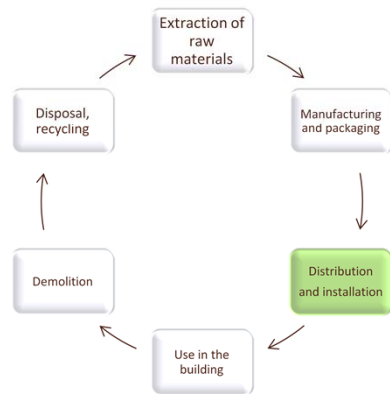 Extraction of
raw
materials
Manufacturing
and packaging
Distribution
and installation
Use in the
building
Demolition
Disposal,
recycling